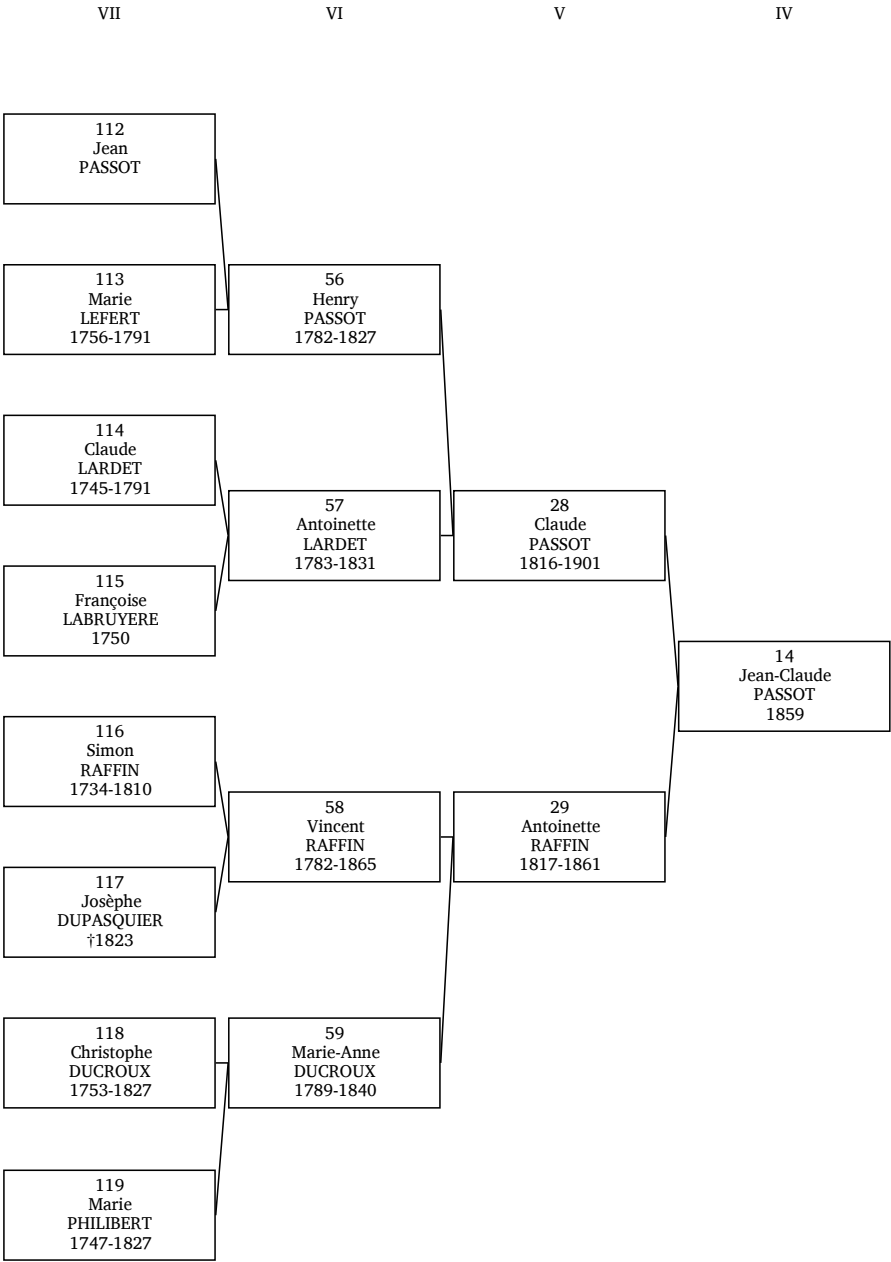 VII VI V IV
112
Jean
PASSOT
113
Marie
LEFERT
1756-1791
56
Henry
PASSOT
1782-1827
114
Claude
LARDET
1745-1791
57
Antoinette
LARDET
1783-1831
28
Claude
PASSOT
1816-1901
115
Françoise
LABRUYERE
1750
14
Jean-Claude
PASSOT
1859
116
Simon
RAFFIN
1734-1810
58
Vincent
RAFFIN
1782-1865
29
Antoinette
RAFFIN
1817-1861
117
Josèphe
DUPASQUIER
†1823
118
Christophe
DUCROUX
1753-1827
59
Marie-Anne
DUCROUX
1789-1840
119
Marie
PHILIBERT
1747-1827